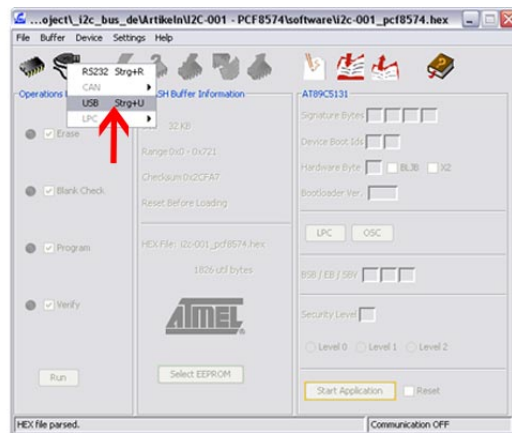 ...oject\_i2c_bus_de\Artikeln\I2C-001 - PCF8574\software\i2c-001_pcf8574.hex
File Buffer Device Settings Help
RS232 Strg+R
CAN
USB Strg+U
LPC
Operations
SH Buffer Information
AT89C5131
Erase
Blank Check
Program
Verify
Run
32 KB
Range 0x0 - 0x721
Checksum 0x2CFA7
Reset Before Loading
HEX File: i2c-001_pcf8574.hex
1826 util bytes
ATMEL
Select EEPROM
Signature Bytes
Device Boot Ids
Hardware Byte BLJB X2
Bootloader Ver.
LPC OSC
BSB / EB / SBV
Security Level
Level 0 Level 1 Level 2
Start Application Reset
HEX file parsed.
Communication OFF